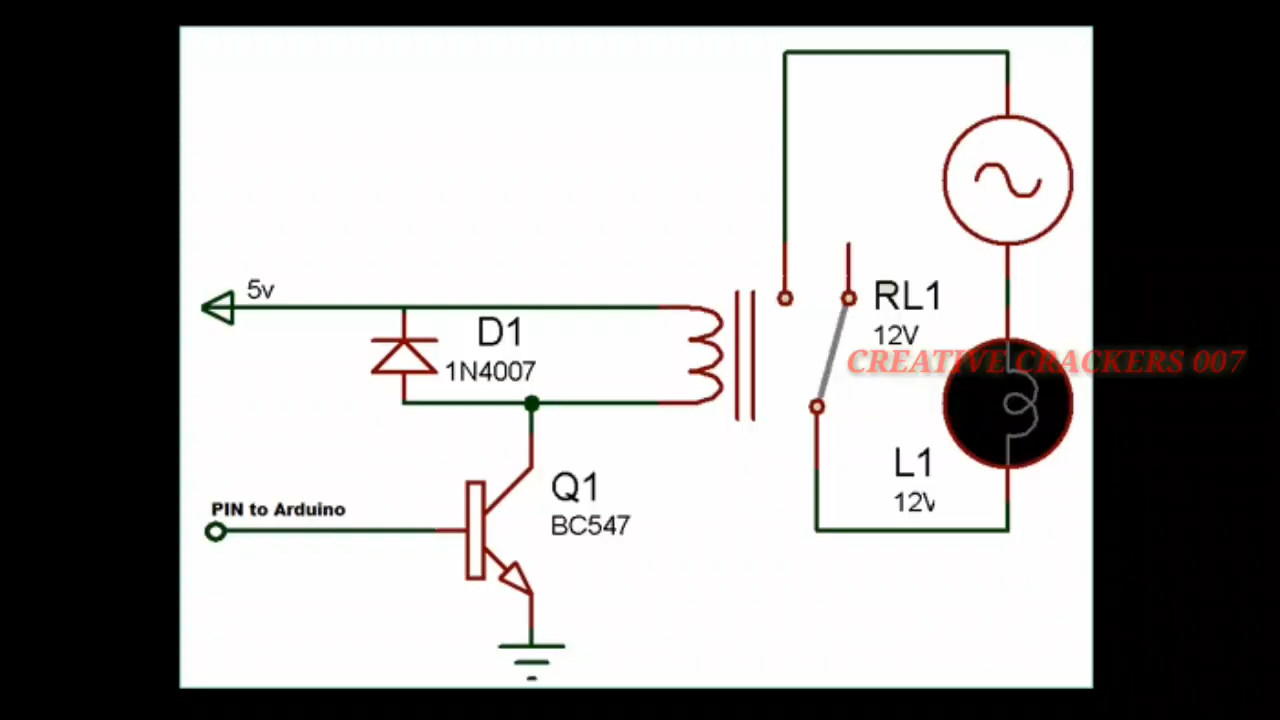 5v
D1
1N4007
RL1
12V
CREATIVE CRACKERS 007
L1
12V
Q1
BC547
PIN to Arduino